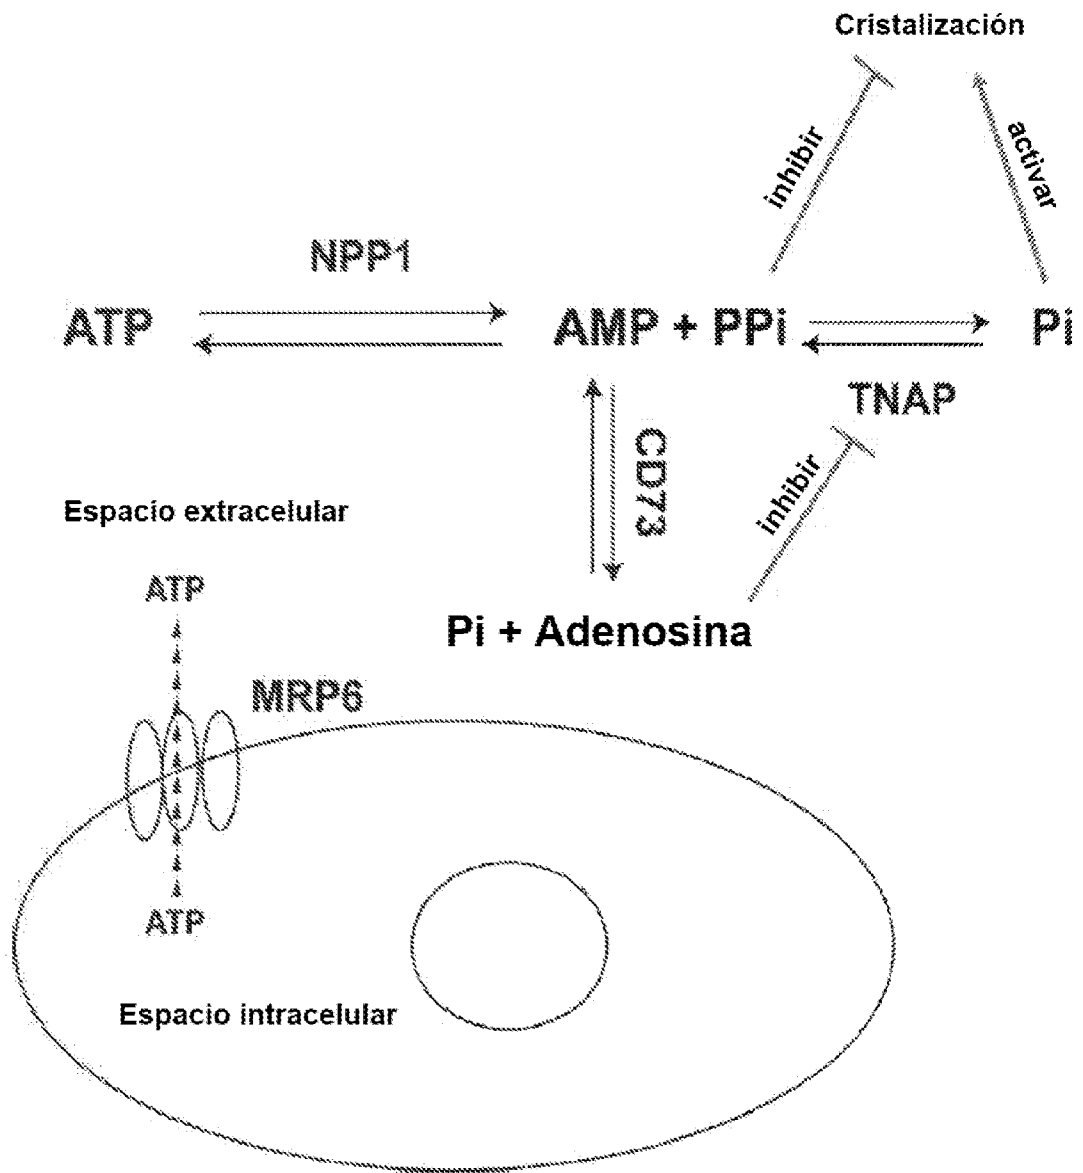 Cristalización
inhibir
activar
NPP1
ATP
AMP + PPi
Pi
TNAP
CD73
inhibir
Espacio extracelular
ATP
Pi + Adenosina
MRP6
ATP
Espacio intracelular